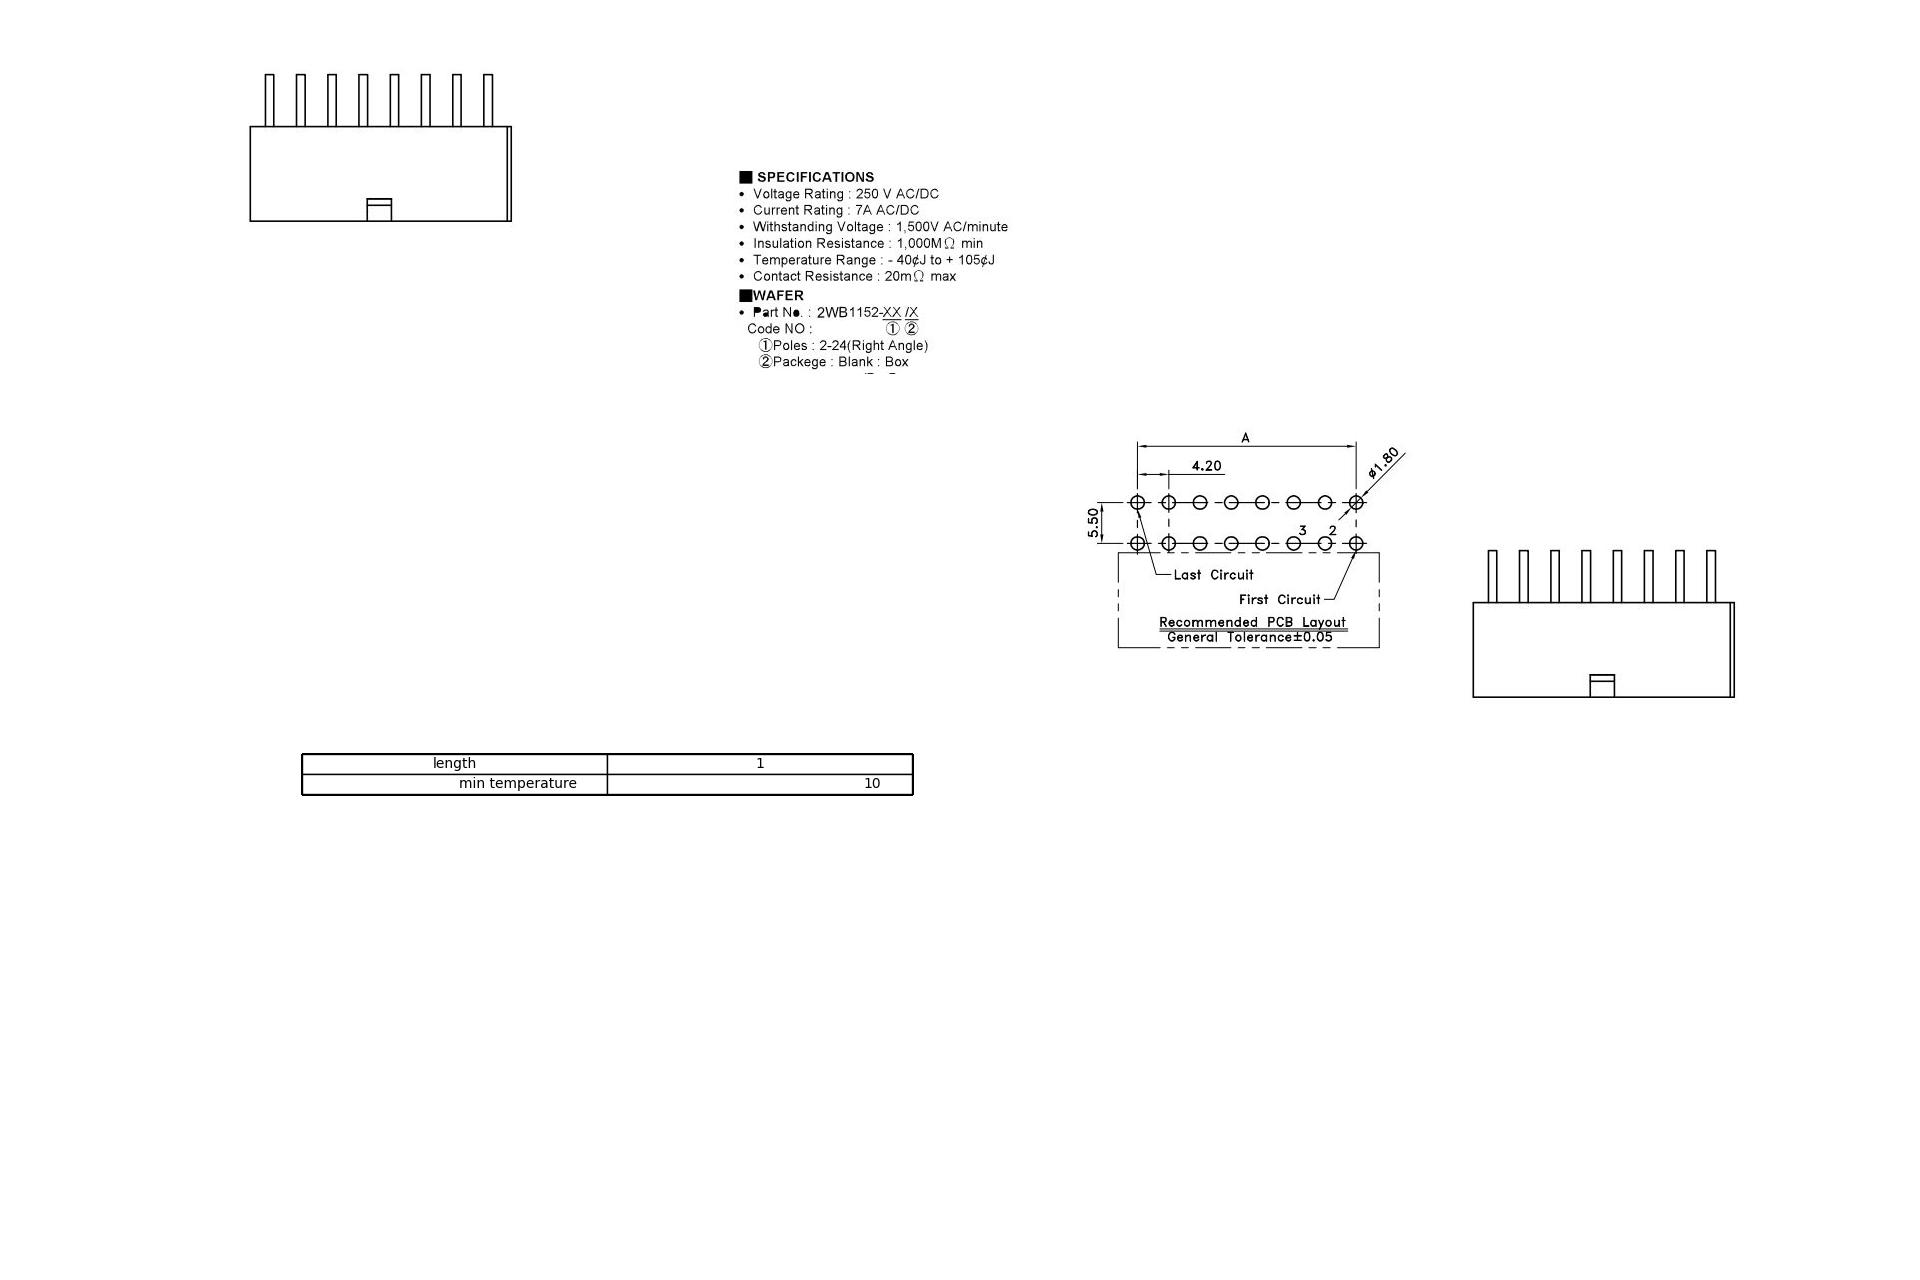 ■ SPECIFICATIONS
• Voltage Rating : 250 V AC/DC
• Current Rating : 7A AC/DC
• Withstanding Voltage : 1,500V AC/minute
• Insulation Resistance : 1,000MΩ min
• Temperature Range : - 40¢J to + 105¢J
• Contact Resistance : 20mΩ max
■WAFER
• Part No. : 2WB1152-XX /X
Code NO : ① ②
①Poles : 2-24(Right Angle)
②Packege : Blank : Box
A
4.20
ø1.80
5.50
3 2
Last Circuit
First Circuit
Recommended PCB Layout
General Tolerance±0.05
length 1
min temperature 10